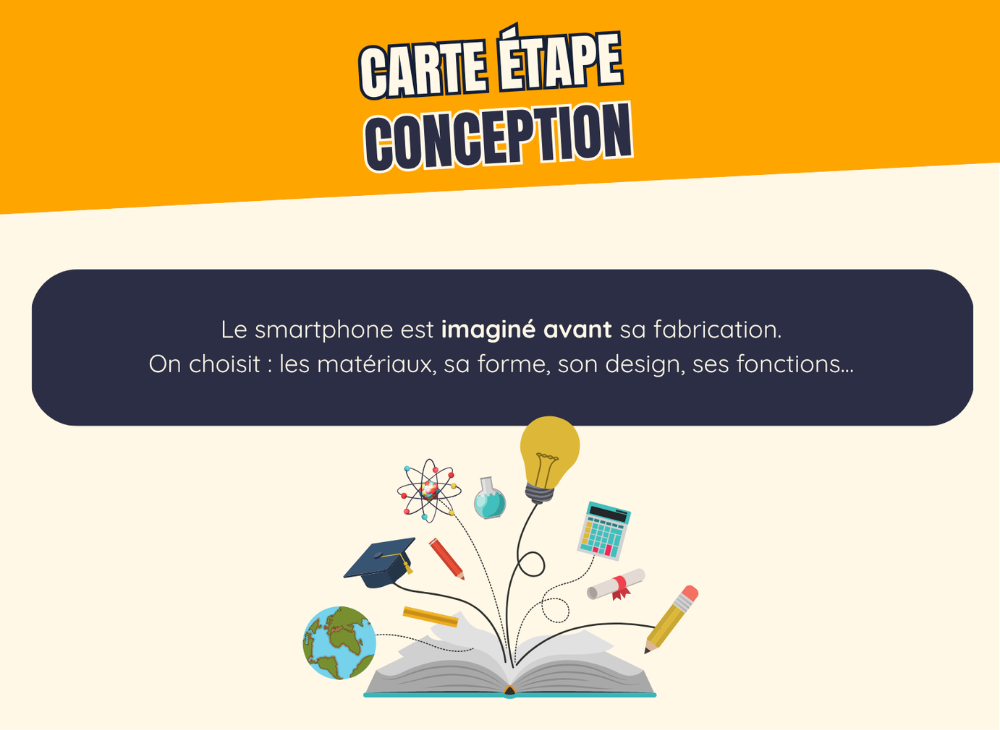 CARTE ÉTAPE
CONCEPTION
Le smartphone est imaginé avant sa fabrication.
On choisit : les matériaux, sa forme, son design, ses fonctions...